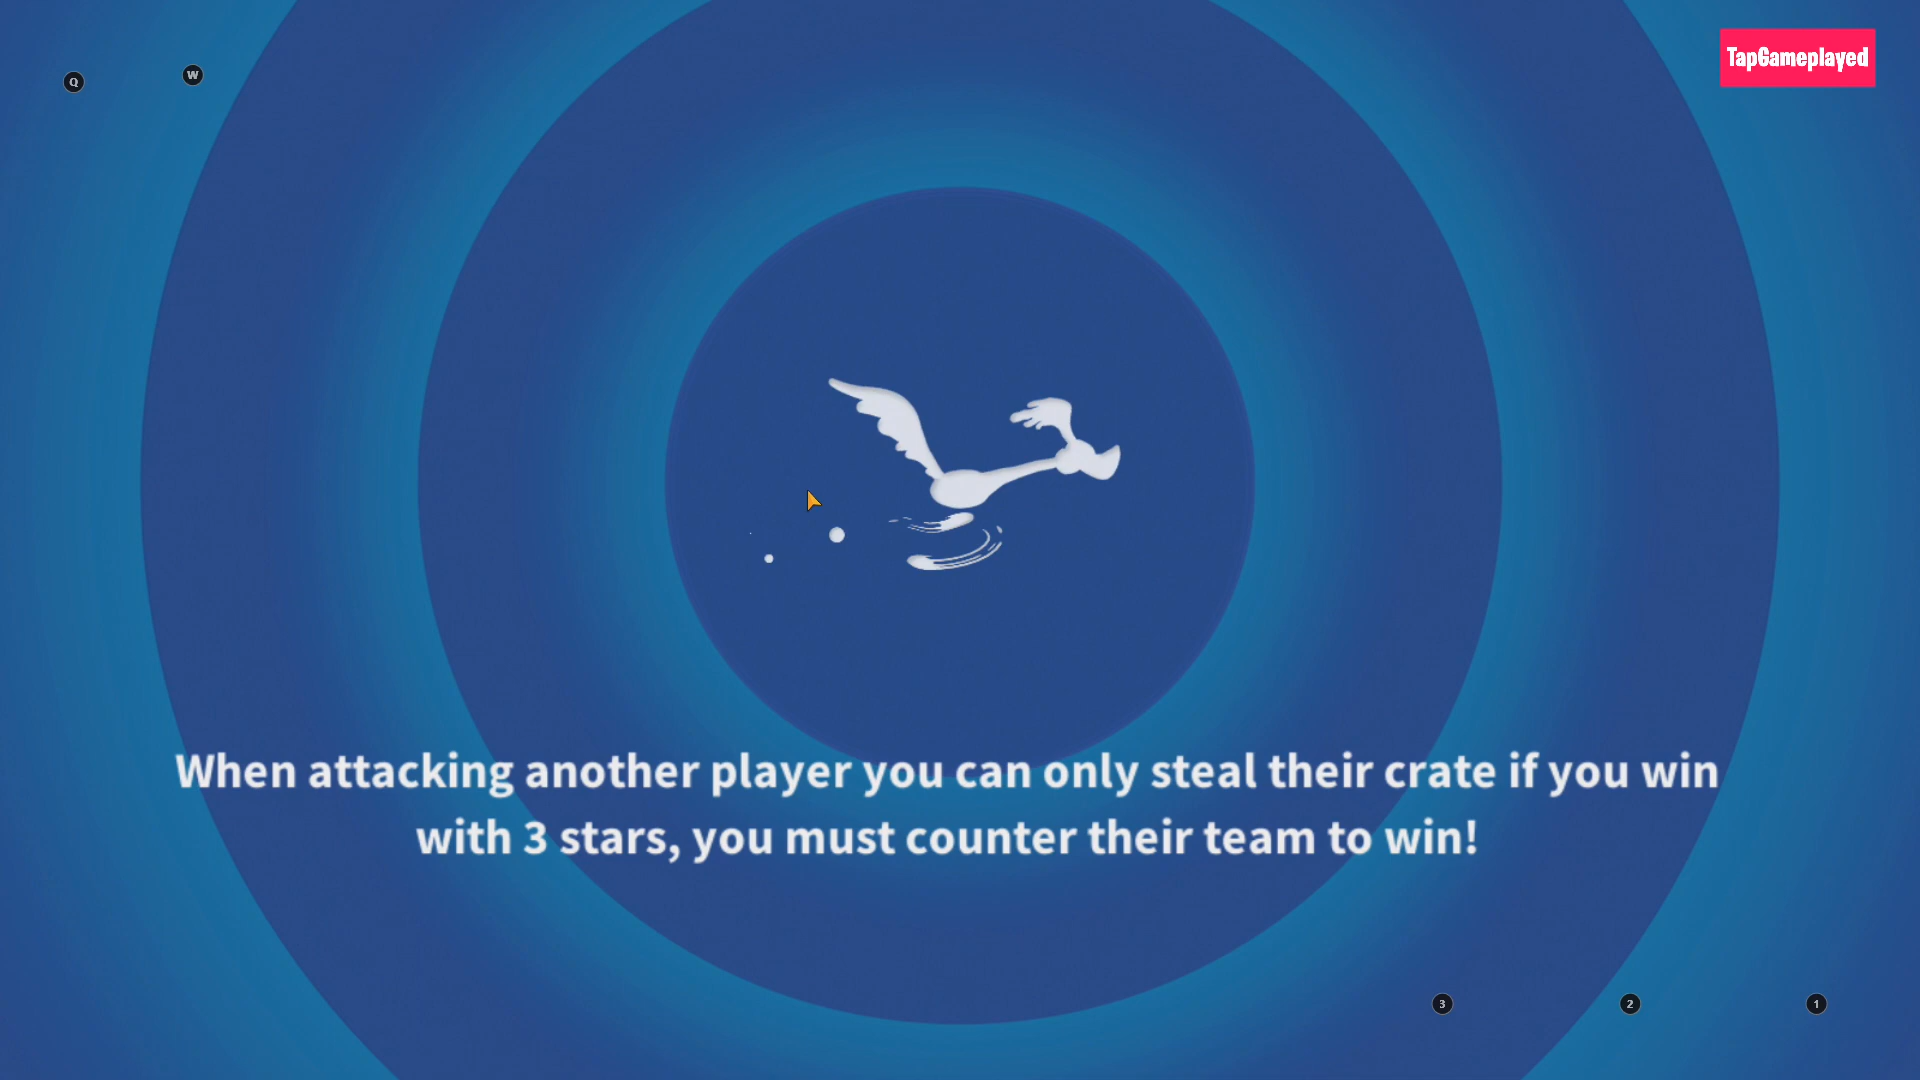 Q
W
TapGameplayed
When attacking another player you can only steal their crate if you win
with 3 stars, you must counter their team to win!
3
2
1